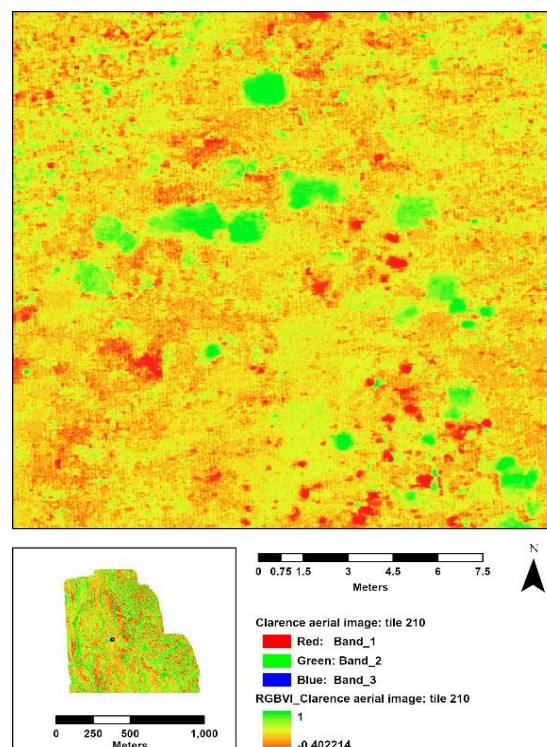 N
0 0.75 1.5 3 4.5 6 7.5
Meters
Clarence aerial image: tile 210
Red: Band_1
Green: Band_2
Blue: Band_3
RGBVI_Clarence aerial image: tile 210
1
-0.402214
0 250 500 1,000
Meters